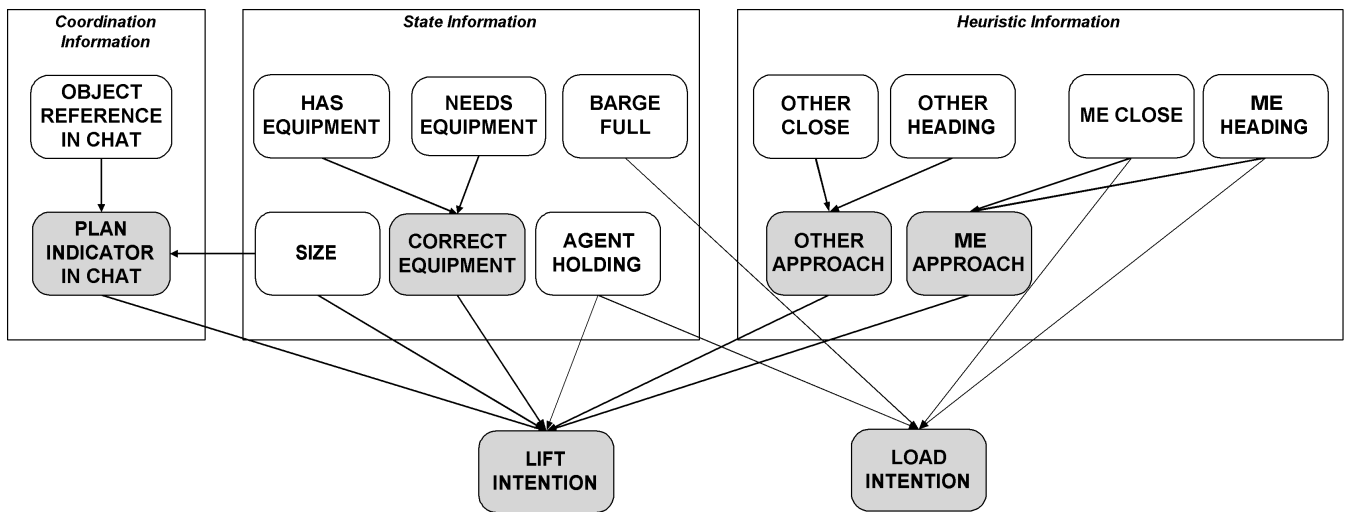 Coordination
Information
OBJECT
REFERENCE
IN CHAT
PLAN
INDICATOR
IN CHAT
State Information
HAS
EQUIPMENT
NEEDS
EQUIPMENT
BARGE
FULL
SIZE
CORRECT
EQUIPMENT
AGENT
HOLDING
Heuristic Information
OTHER
CLOSE
OTHER
HEADING
ME CLOSE
ME
HEADING
OTHER
APPROACH
ME
APPROACH
LIFT
INTENTION
LOAD
INTENTION